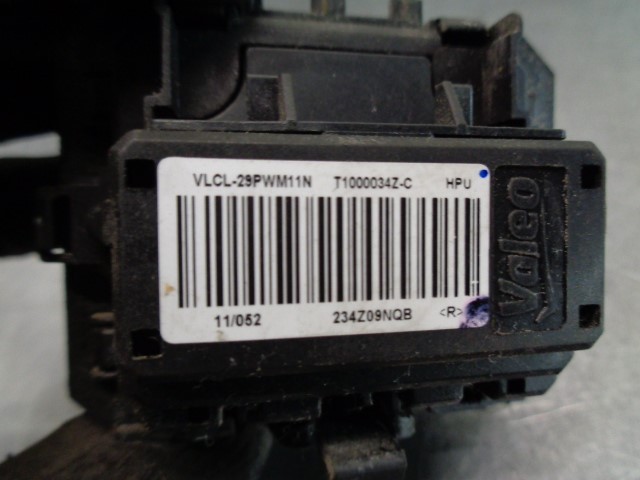 VLCL-29PWM11N T1000034Z-C HPU
11/052 234Z09NQB <R>
Valeo